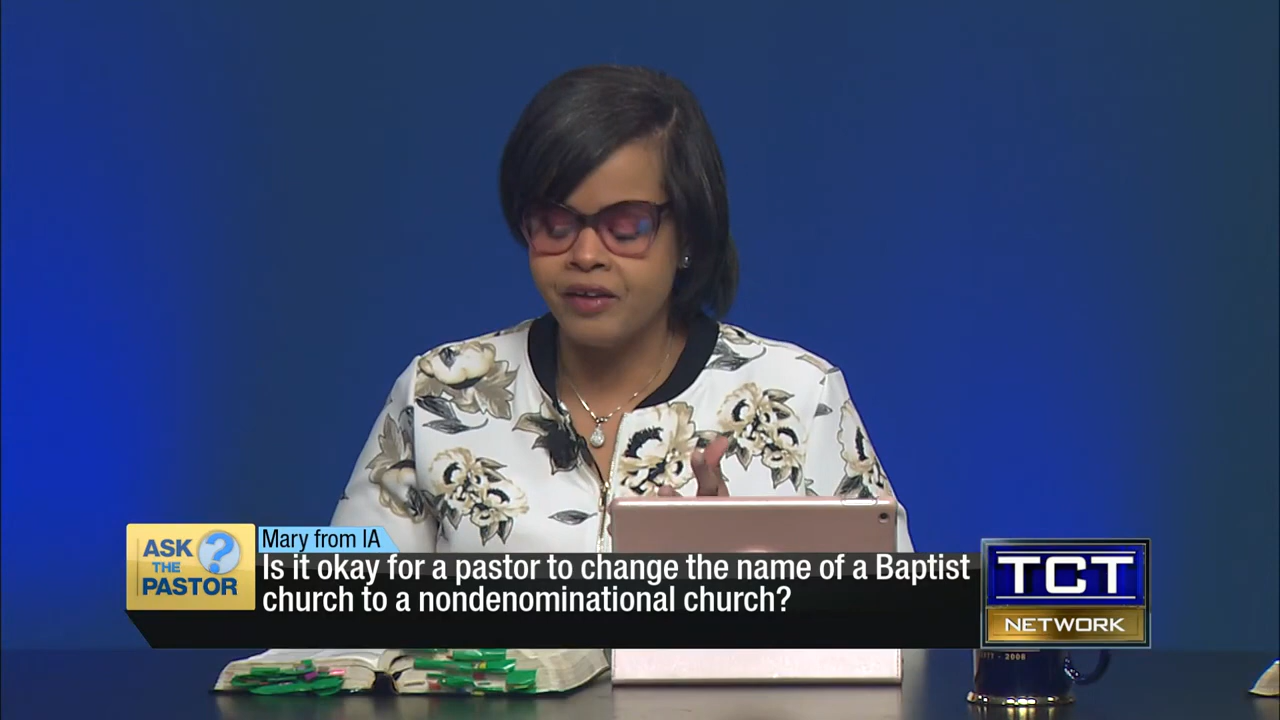 ASK
THE
PASTOR
?
Mary from IA
Is it okay for a pastor to change the name of a Baptist
church to a nondenominational church?
TCT
NETWORK
- 2008